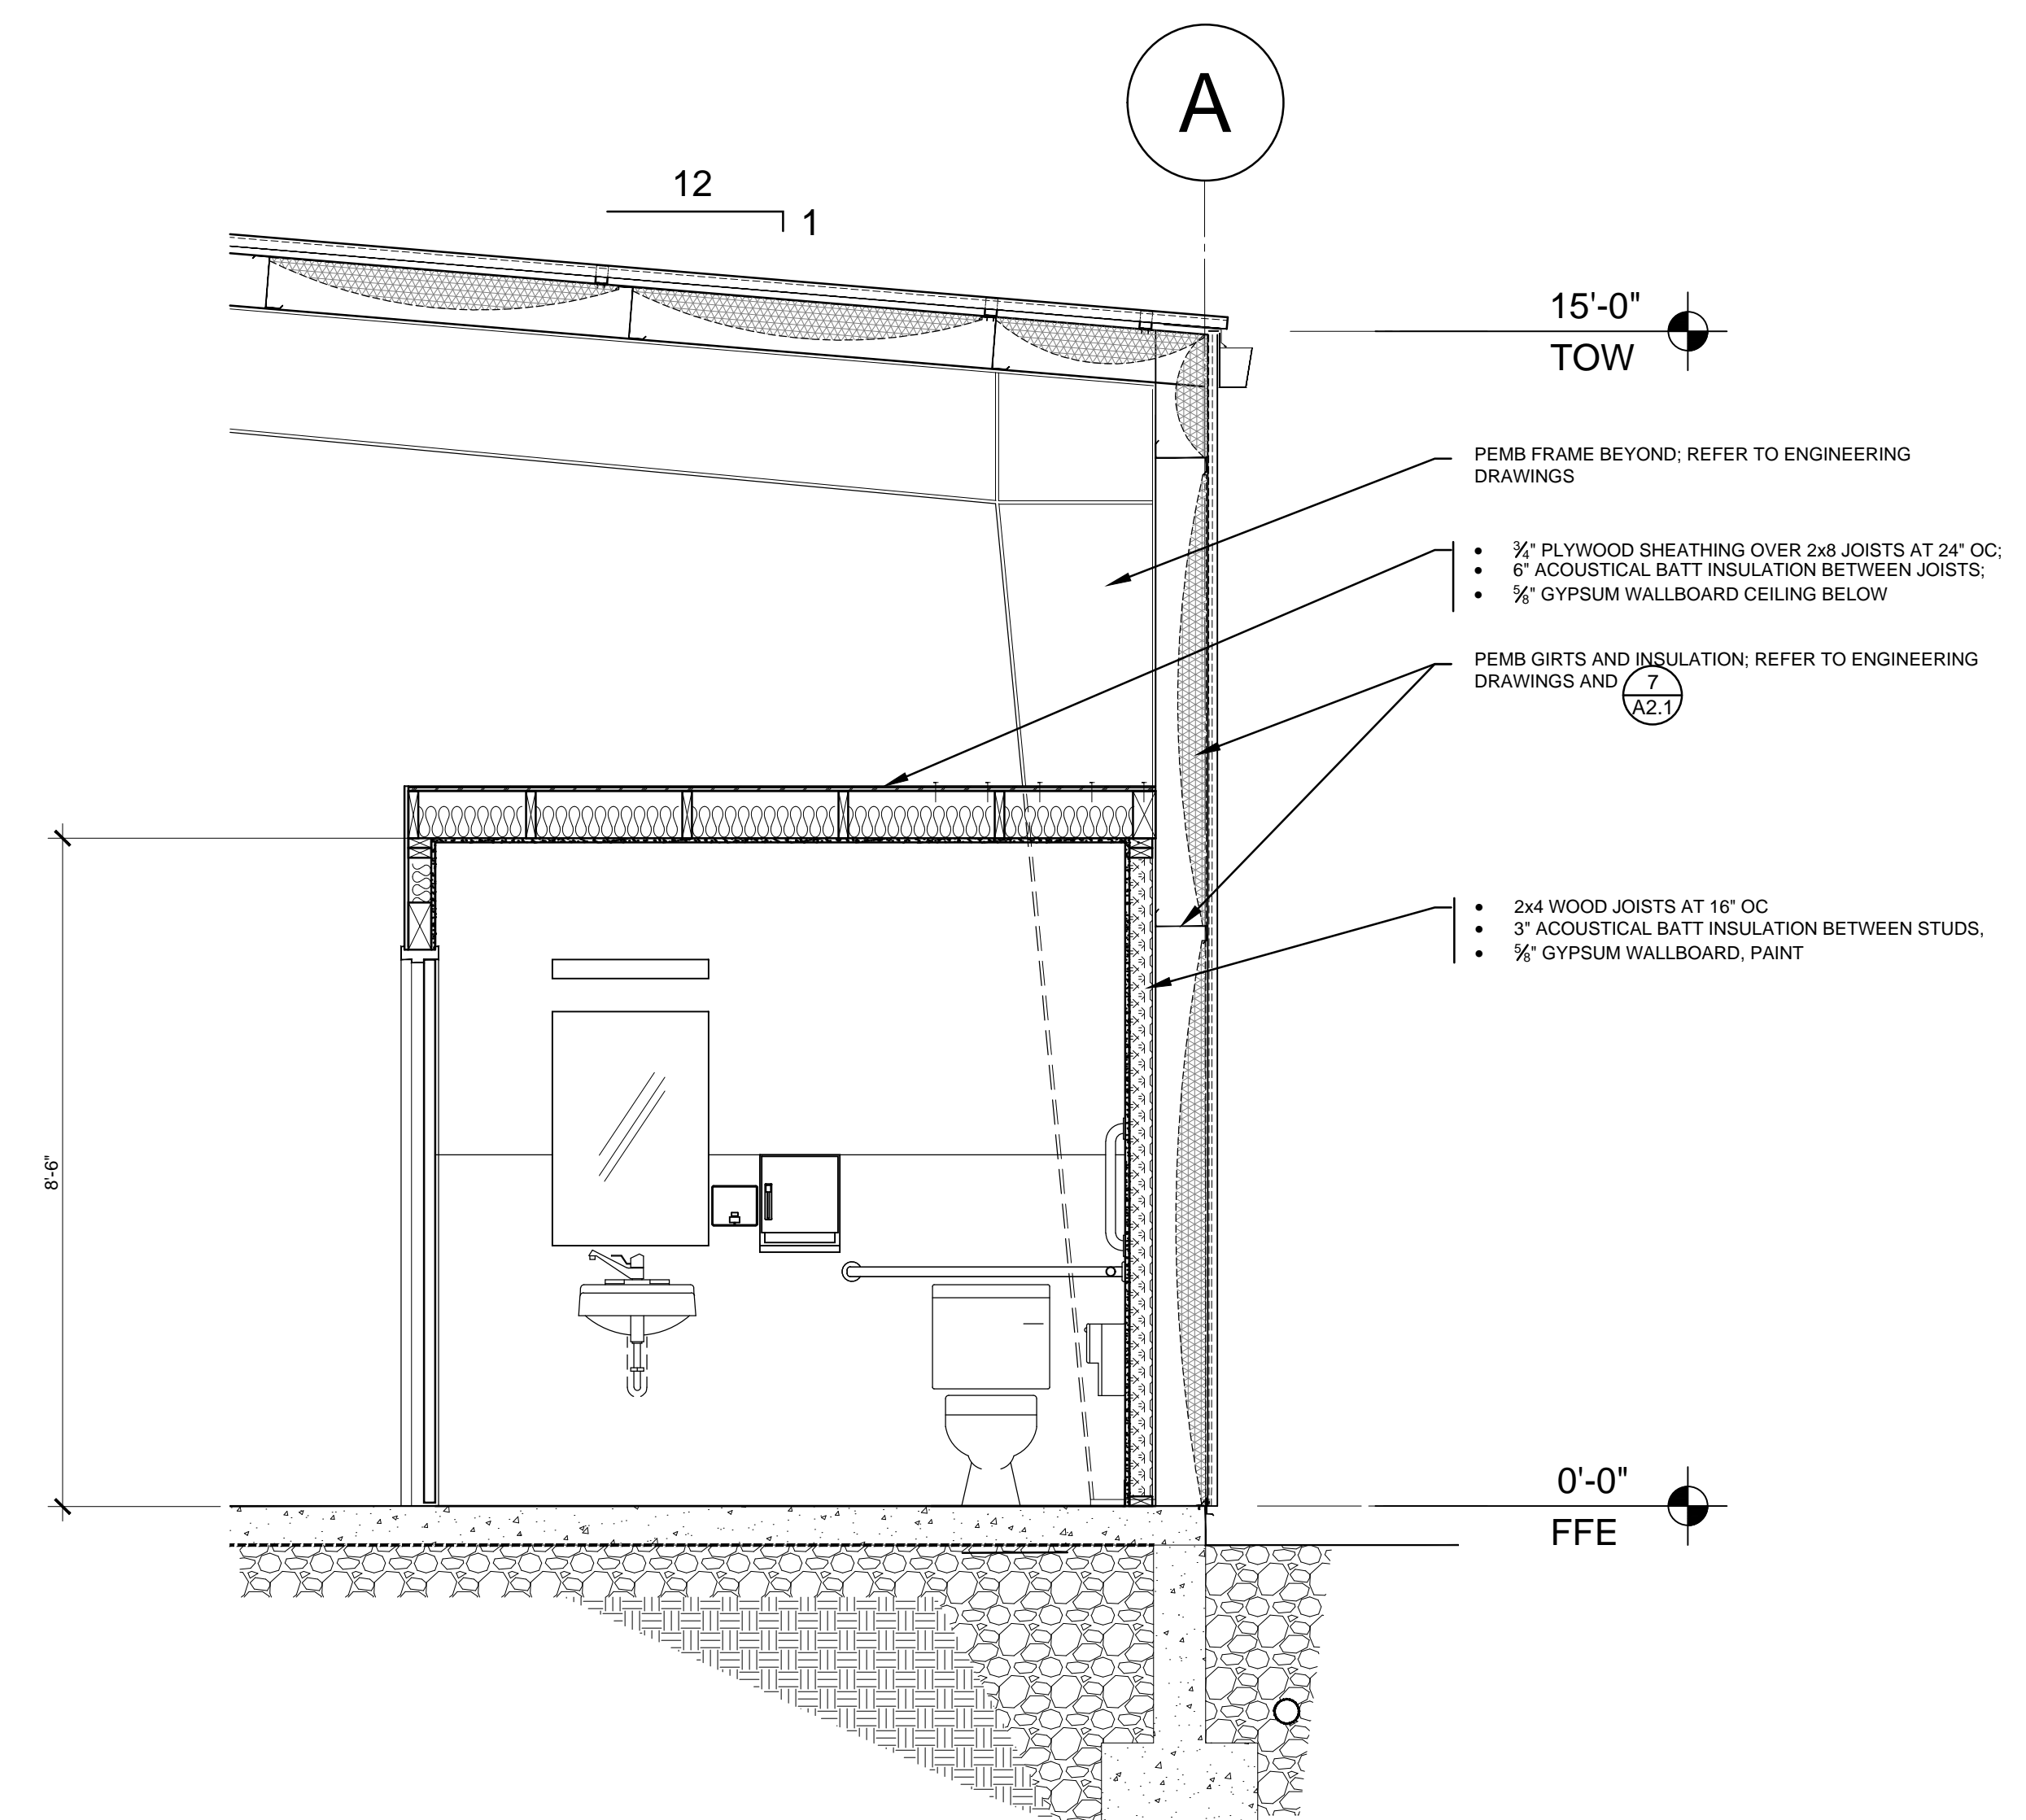 A
12
1
15'-0"
TOW
PEMB FRAME BEYOND; REFER TO ENGINEERING
DRAWINGS
• ¾" PLYWOOD SHEATHING OVER 2x8 JOISTS AT 24" OC;
• 6" ACOUSTICAL BATT INSULATION BETWEEN JOISTS;
• ⅝" GYPSUM WALLBOARD CEILING BELOW
PEMB GIRTS AND INSULATION; REFER TO ENGINEERING
DRAWINGS AND
7
A2.1
• 2x4 WOOD JOISTS AT 16" OC
• 3" ACOUSTICAL BATT INSULATION BETWEEN STUDS,
• ⅝" GYPSUM WALLBOARD, PAINT
8'-6"
0'-0"
FFE